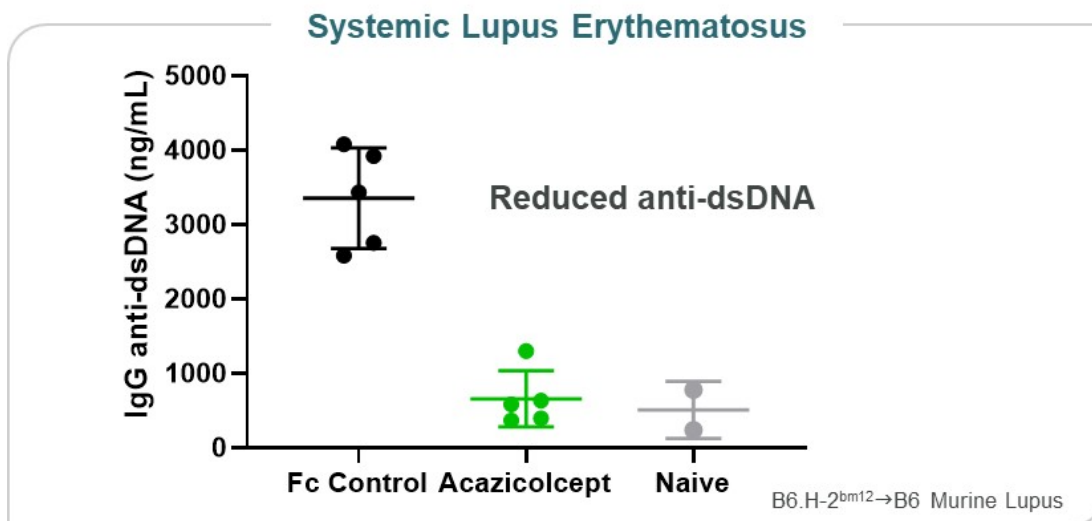 Systemic Lupus Erythematosus
IgG anti-dsDNA (ng/mL)
5000
4000
3000
2000
1000
0
Reduced anti-dsDNA
Fc Control Acazicolcept Naive
B6.H-2ᵇᵐ¹²→B6 Murine Lupus